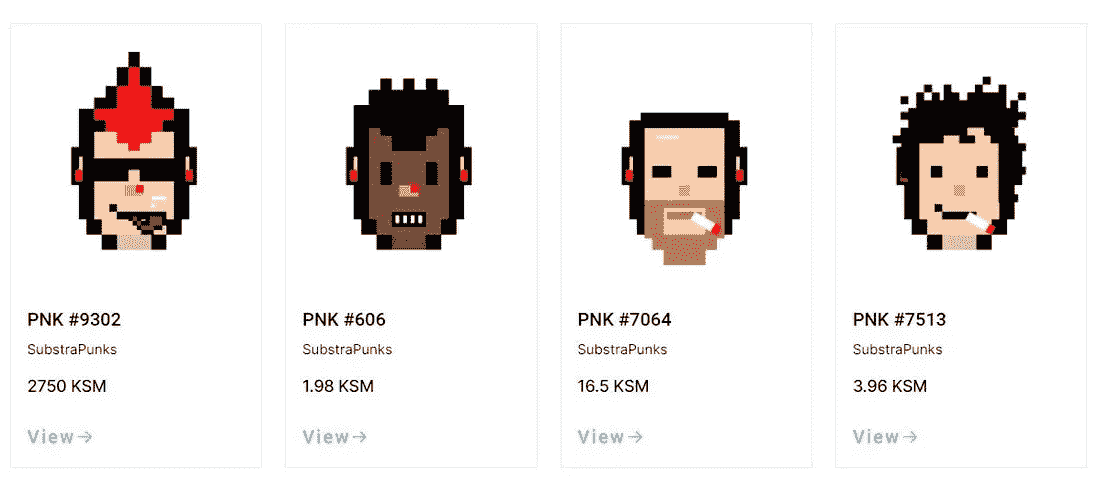 PNK #9302
SubstraPunks
2750 KSM
View→
PNK #606
SubstraPunks
1.98 KSM
View→
PNK #7064
SubstraPunks
16.5 KSM
View→
PNK #7513
SubstraPunks
3.96 KSM
View→